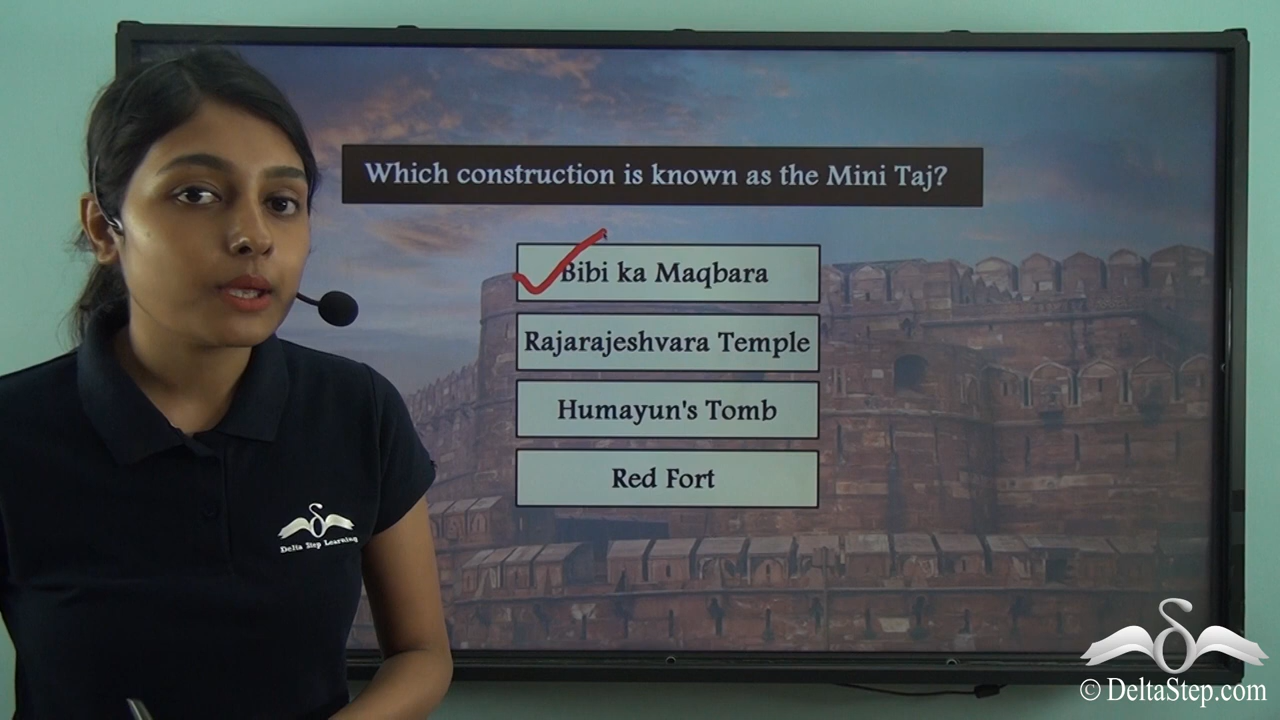 Which construction is known as the Mini Taj?
Bibi ka Maqbara
Rajarajeshvara Temple
Humayun's Tomb
Red Fort
Delta Step Learning
© DeltaStep.com